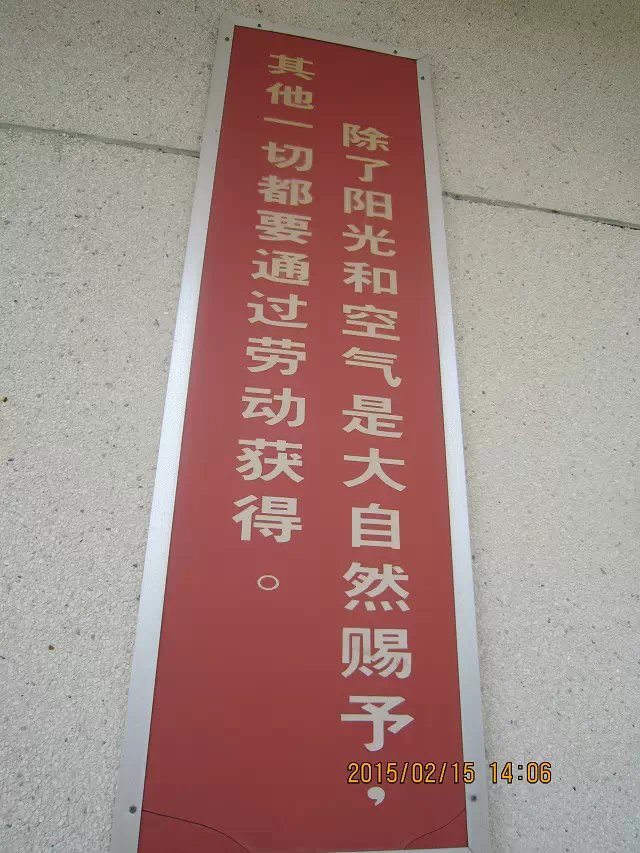 除了阳光和空气是大自然赐予，
其他一切都要通过劳动获得。
2015/02/15 14:06